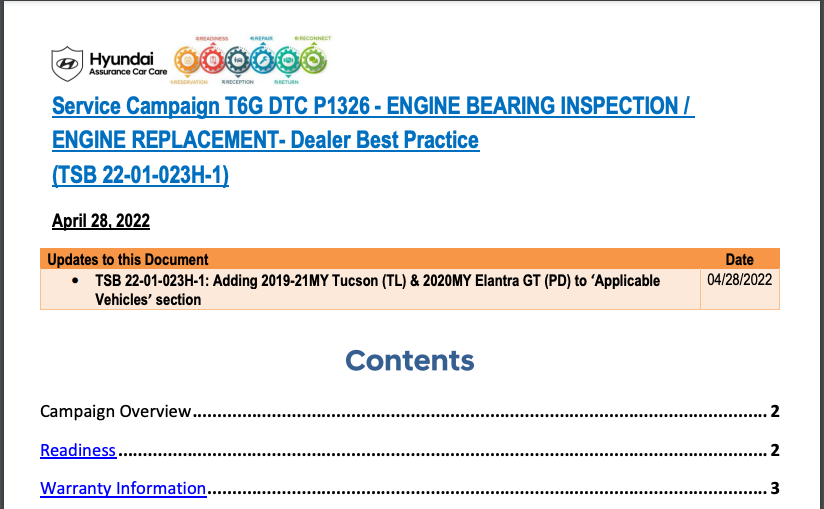 Hyundai
Assurance Car Care
READINESS
REPAIR
RECONNECT
RESERVATION
RECEPTION
RETURN
Service Campaign T6G DTC P1326 - ENGINE BEARING INSPECTION /
ENGINE REPLACEMENT- Dealer Best Practice
(TSB 22-01-023H-1)
April 28, 2022
Updates to this Document Date
• TSB 22-01-023H-1: Adding 2019-21MY Tucson (TL) & 2020MY Elantra GT (PD) to ‘Applicable 04/28/2022
Vehicles’ section
Contents
Campaign Overview 2
Readiness 2
Warranty Information 3